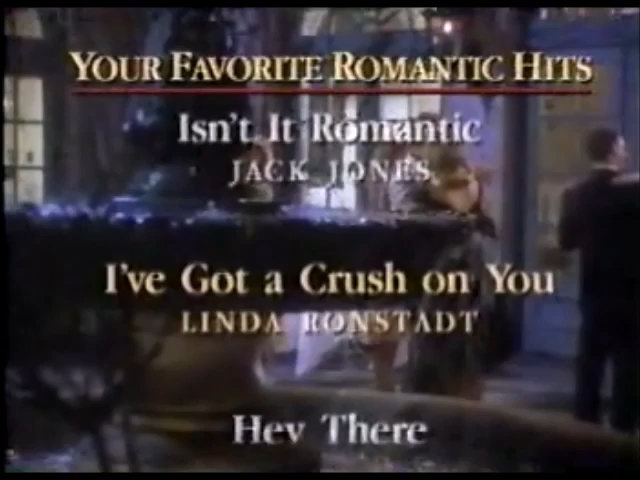 YOUR FAVORITE ROMANTIC HITS
Isn't It Romantic
JACK JONES
I've Got a Crush on You
LINDA RONSTADT
Hey There